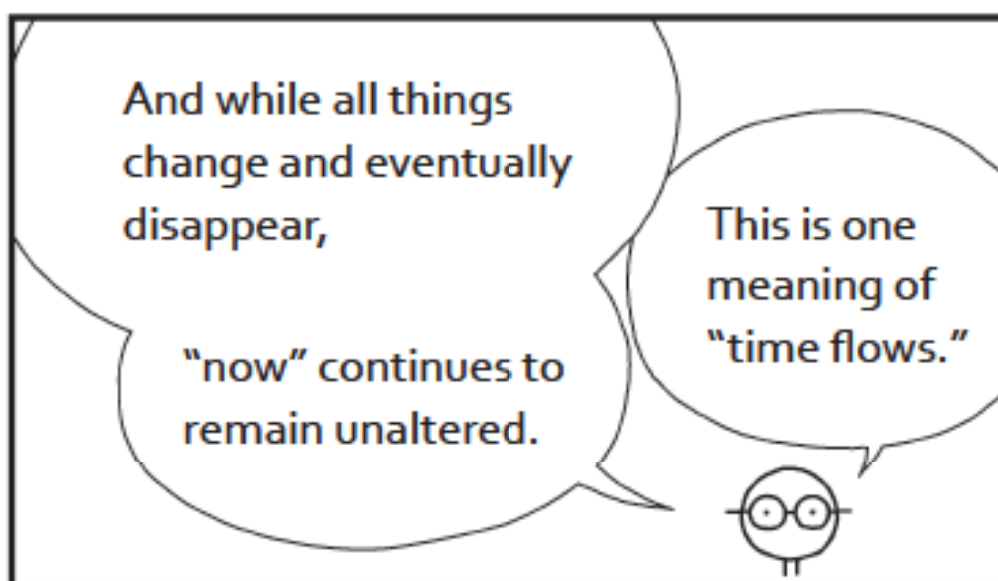 And while all things
change and eventually
disappear,
“now” continues to
remain unaltered.
This is one
meaning of
“time flows.”